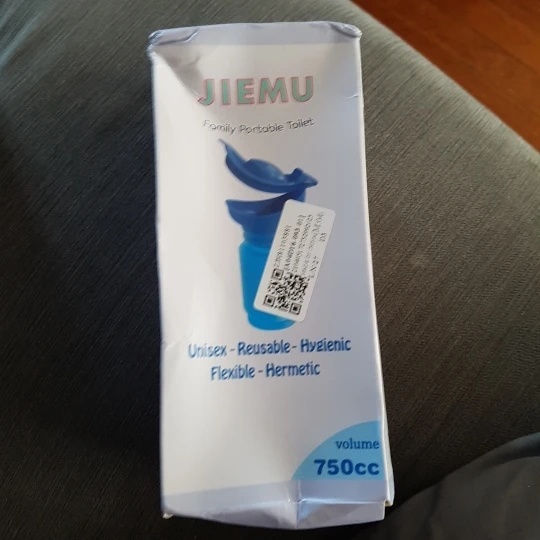 JIEMU
Family Portable Toilet
Unisex - Reusable - Hygienic
Flexible - Hermetic
volume
750cc